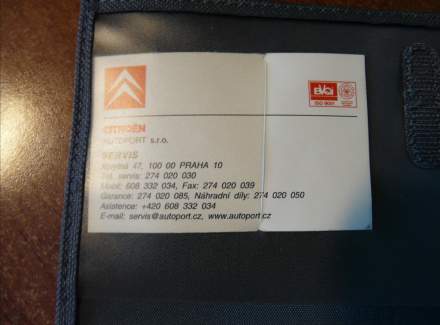 CITROËN
AUTOPORT s.r.o.
SERVIS
47, 100 00 PRAHA 10
Tel. servis: 274 020 030
Mobil: 608 332 034, Fax: 274 020 039
Garance: 274 020 085, Náhradní díly: 274 020 050
Asistence: +420 608 332 034
E-mail: servis@autoport.cz, www.autoport.cz
ISO 9001